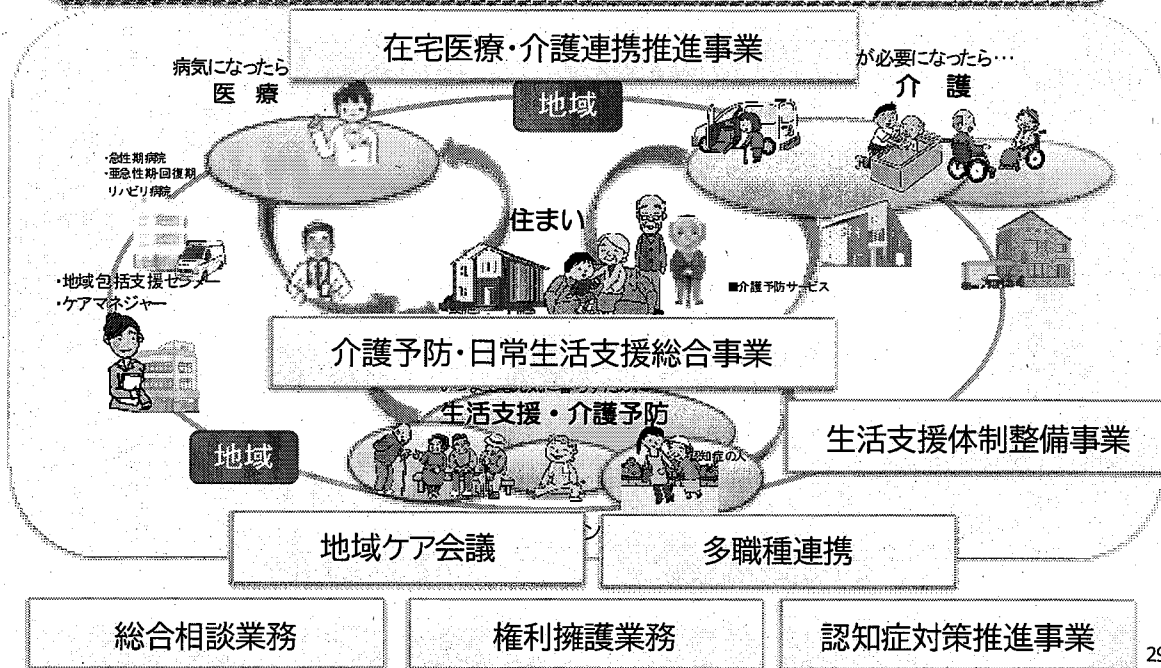 在宅医療・介護連携推進事業
病気になったら
医 療
が必要になったら…
介 護
地域
・急性期病院
・亜急性期・回復期
リハビリ病院
住まい
・地域包括支援センター
・ケアマネジャー
■介護予防サービス
介護予防・日常生活支援総合事業
生活支援・介護予防
認知症の人
地域
生活支援体制整備事業
地域ケア会議
多職種連携
総合相談業務
権利擁護業務
認知症対策推進事業
29